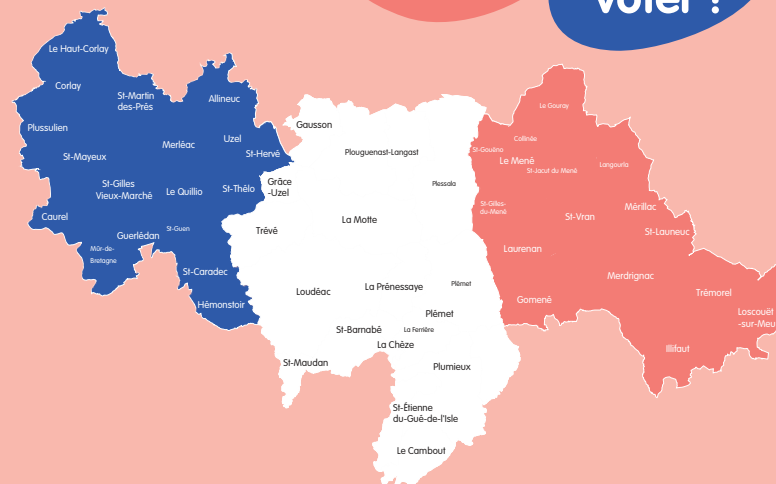 voter !
Le Haut-Corlay
Corlay
St-Martin
des-Prés
Allineuc
Plussulien
Merléac
Uzel
St-Hervé
St-Mayeux
St-Gilles
Vieux-Marché
Le Quillio
St-Thélo
Caurel
Guerlédan
St-Guen
Mûr-de-
Bretagne
St-Caradec
Hémonstoir
Gausson
Plouguenast-Langast
Plessala
Grâce
-Uzel
La Motte
Trévé
Loudéac
La Prénessaye
Plémet
Plémet
St-Barnabé
La Ferrière
La Chèze
St-Maudan
Plumieux
St-Étienne
du-Gué-de-l'Isle
Le Cambout
Le Gouray
Collinée
St-Gouéno
Le Mené
St-Jacut du Mené
Langourla
St-Gilles-
du-Mené
St-Vran
Mérillac
St-Launeuc
Laurenan
Merdrignac
Trémorel
Gomené
Loscouët
-sur-Meu
Illifaut